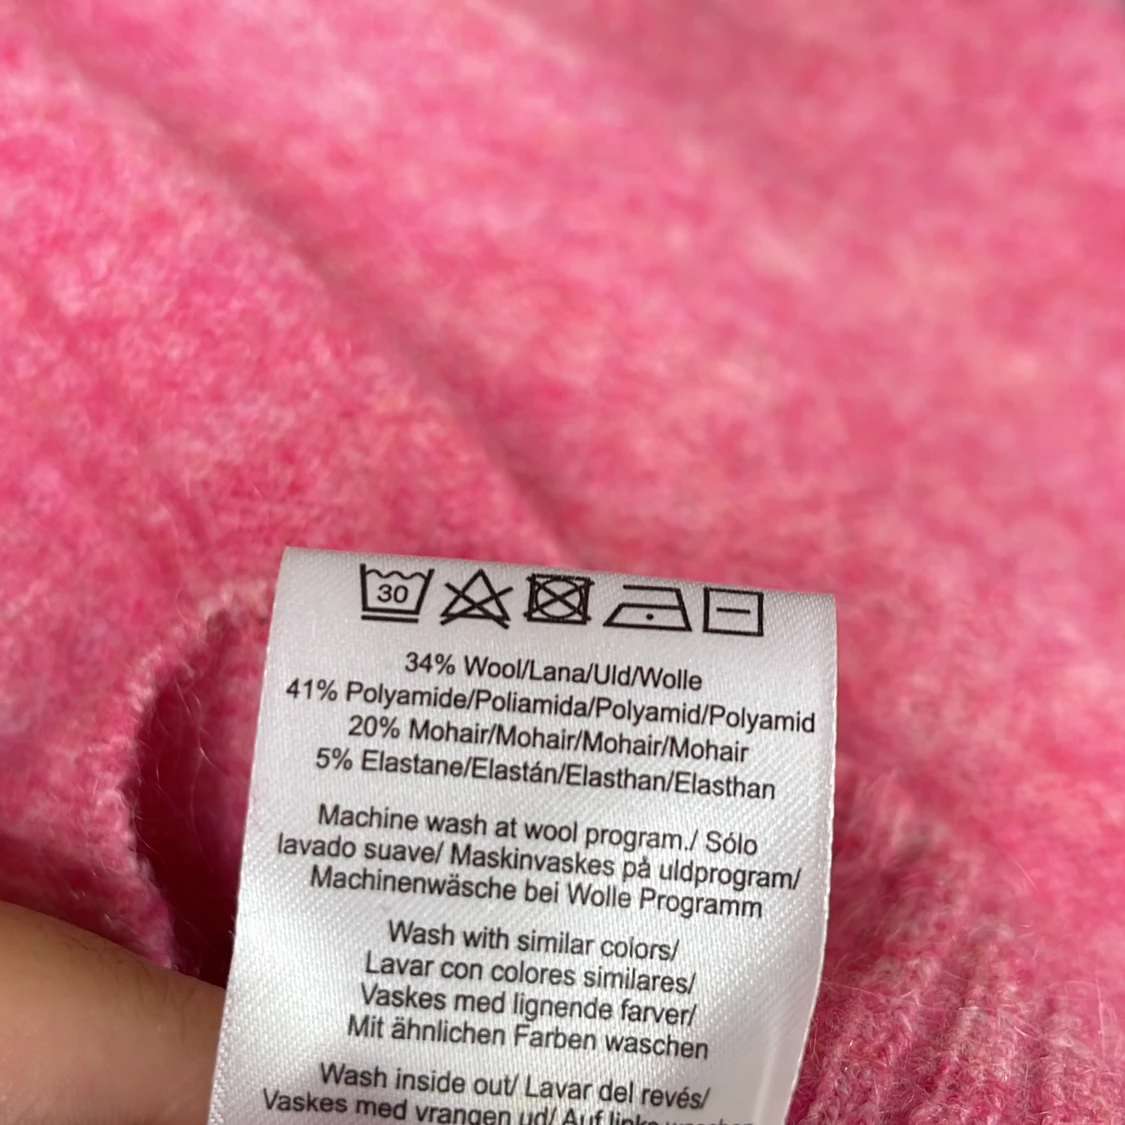 30
34% Wool/Lana/Uld/Wolle
41% Polyamide/Poliamida/Polyamid/Polyamid
20% Mohair/Mohair/Mohair/Mohair
5% Elastane/Elastán/Elasthan/Elasthan
Machine wash at wool program./ Sólo
lavado suave/ Maskinvaskes på uldprogram/
Machinenwäsche bei Wolle Programm
Wash with similar colors/
Lavar con colores similares/
Vaskes med lignende farver/
Mit ähnlichen Farben waschen
Wash inside out/ Lavar del revés/
Vaskes med vrangen ud/ Auf links